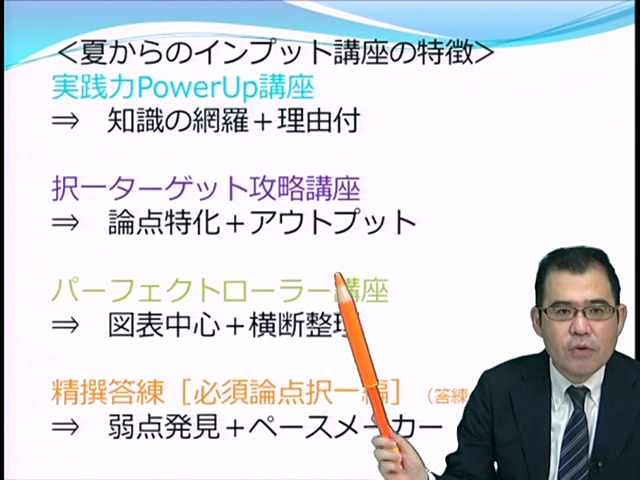 ＜夏からのインプット講座の特徴＞
実践力PowerUp講座
⇒　知識の網羅＋理由付
択一ターゲット攻略講座
⇒　論点特化＋アウトプット
パーフェクトローラー講座
⇒　図表中心＋横断整理
精撰答練［必須論点択一編］（答練
⇒　弱点発見＋ペースメーカー